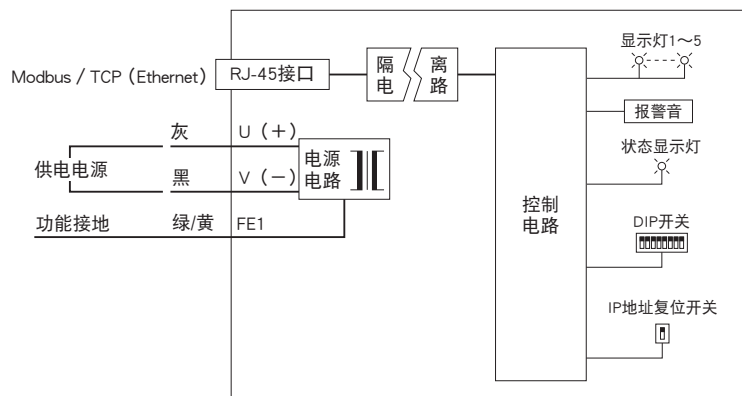 显示灯1～5
Modbus / TCP (Ethernet)
RJ-45接口
隔电
离路
报警音
灰
U（＋）
供电电源
电源
电路
状态显示灯
黑
V（－）
控制
电路
功能接地
绿/黄
FE1
DIP开关
IP地址复位开关